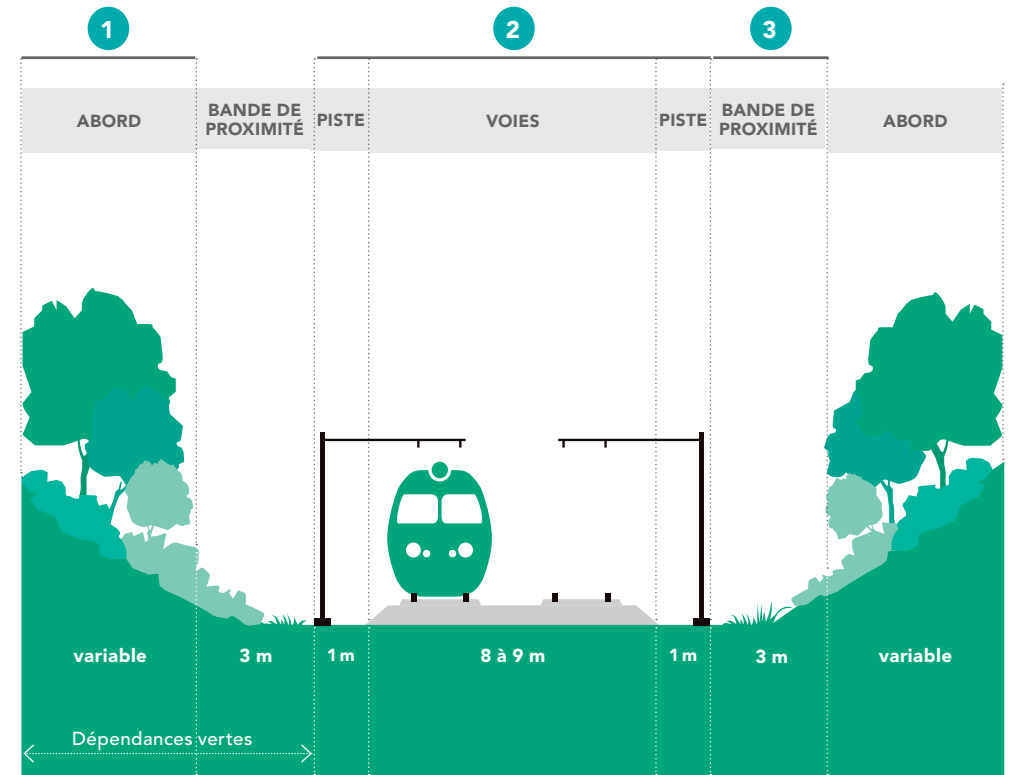 1
2
3
ABORD
BANDE DE
PROXIMITÉ
PISTE
VOIES
PISTE
BANDE DE
PROXIMITÉ
ABORD
variable
3 m
1 m
8 à 9 m
1 m
3 m
variable
Dépendances vertes